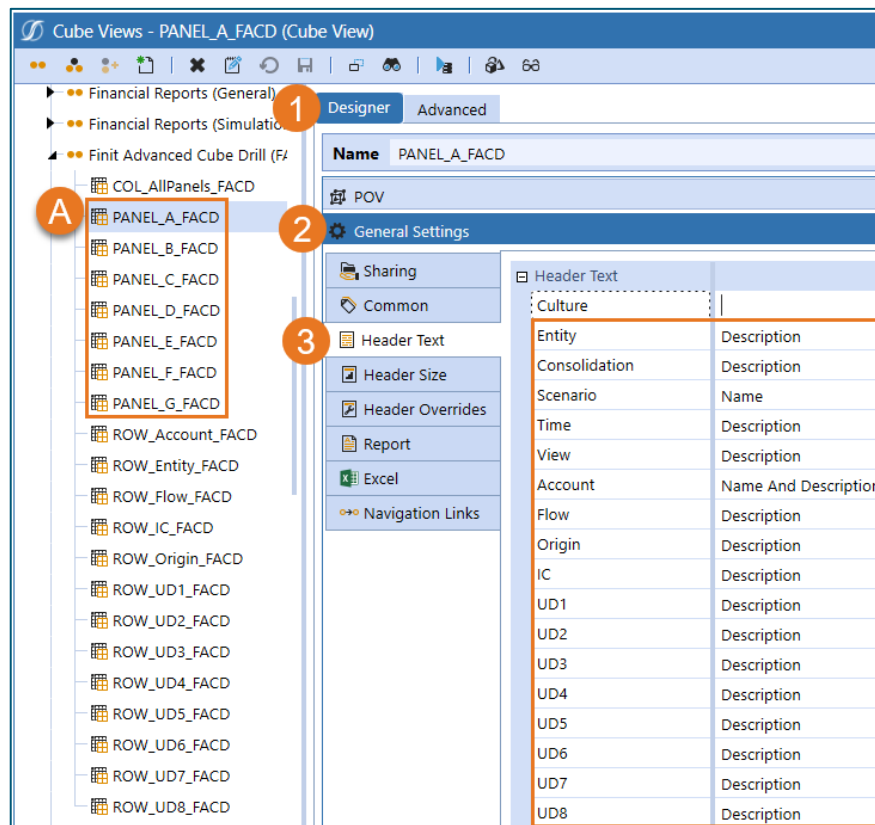 Cube Views - PANEL_A_FACD (Cube View)
Financial Reports (General)
Financial Reports (Simulatio
Finit Advanced Cube Drill (FA
COL_AllPanels_FACD
A
PANEL_A_FACD
PANEL_B_FACD
PANEL_C_FACD
PANEL_D_FACD
PANEL_E_FACD
PANEL_F_FACD
PANEL_G_FACD
ROW_Account_FACD
ROW_Entity_FACD
ROW_Flow_FACD
ROW_IC_FACD
ROW_Origin_FACD
ROW_UD1_FACD
ROW_UD2_FACD
ROW_UD3_FACD
ROW_UD4_FACD
ROW_UD5_FACD
ROW_UD6_FACD
ROW_UD7_FACD
ROW_UD8_FACD
1
Designer Advanced
Name PANEL_A_FACD
POV
2
General Settings
Sharing
Common
3
Header Text
Header Size
Header Overrides
Report
Excel
Navigation Links
Header Text
Culture
Entity Description
Consolidation Description
Scenario Name
Time Description
View Description
Account Name And Description
Flow Description
Origin Description
IC Description
UD1 Description
UD2 Description
UD3 Description
UD4 Description
UD5 Description
UD6 Description
UD7 Description
UD8 Description